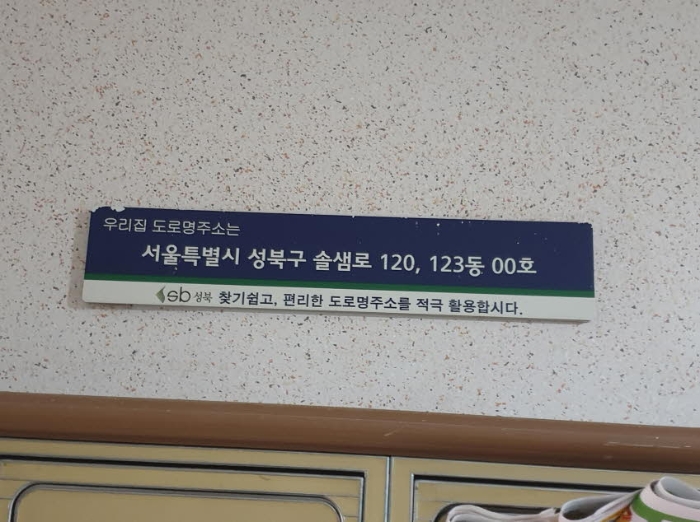 우리집 도로명주소는
서울특별시 성북구 솔샘로 120, 123동 00호
sb 성북 찾기쉽고, 편리한 도로명주소를 적극 활용합시다.